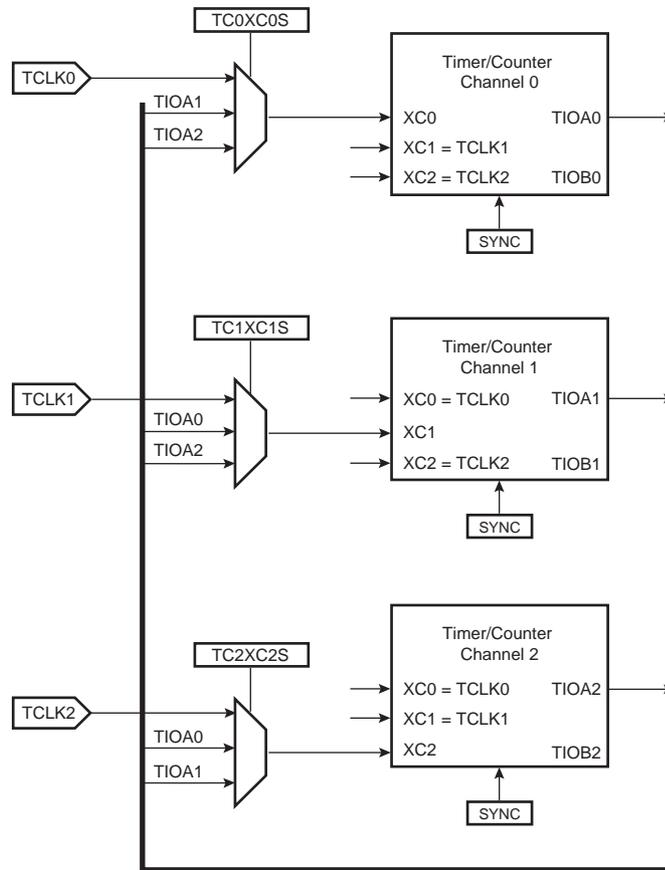 TC0XC0S
TCLK0
TIOA1
TIOA2
Timer/Counter
Channel 0
XC0
TIOA0
XC1 = TCLK1
XC2 = TCLK2
TIOB0
SYNC
TC1XC1S
TCLK1
TIOA0
TIOA2
Timer/Counter
Channel 1
XC0 = TCLK0
TIOA1
XC1
XC2 = TCLK2
TIOB1
SYNC
TC2XC2S
TCLK2
TIOA0
TIOA1
Timer/Counter
Channel 2
XC0 = TCLK0
TIOA2
XC1 = TCLK1
XC2
TIOB2
SYNC